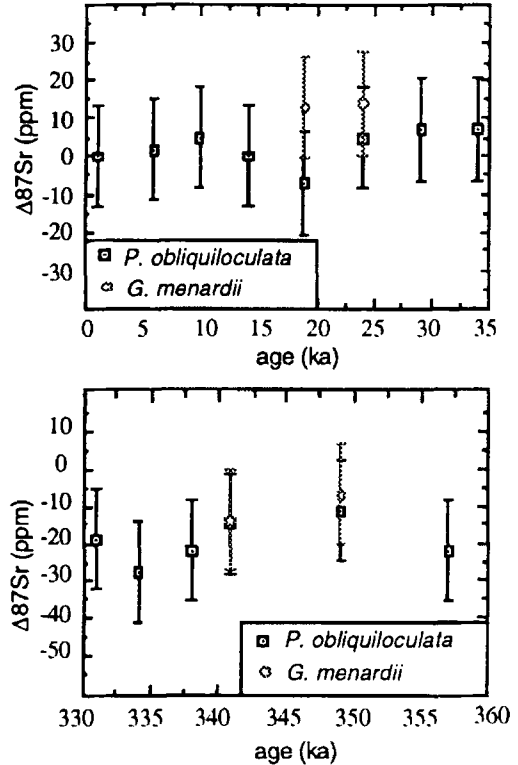 Δ87Sr (ppm)
30
20
10
0
-10
-20
-30
P. obliquiloculata
G. menardii
0 5 10 15 20 25 30 35
age (ka)
Δ87Sr (ppm)
10
0
-10
-20
-30
-40
-50
P. obliquiloculata
G. menardii
330 335 340 345 350 355 360
age (ka)